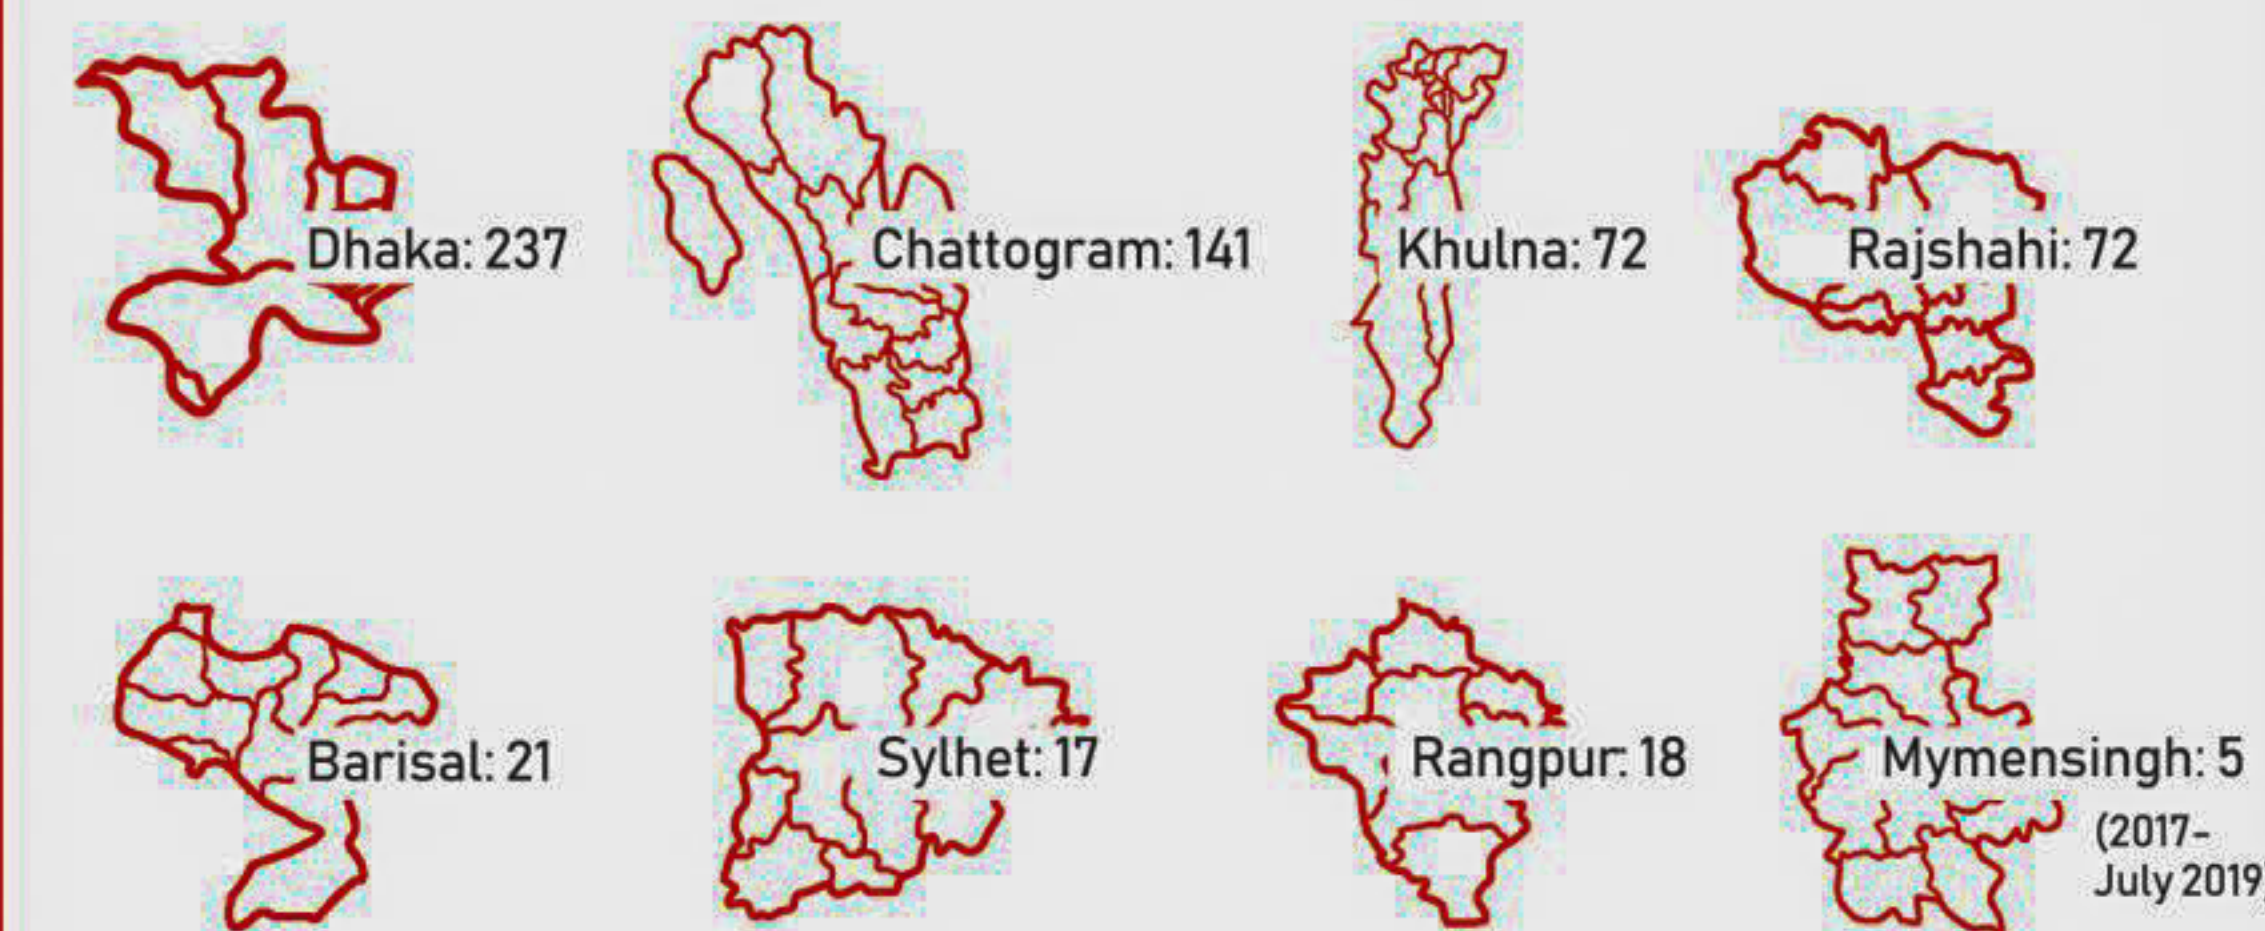 Dhaka: 237
Chattogram: 141
Khulna: 72
Rajshahi: 72
Barisal: 21
Sylhet: 17
Rangpur: 18
Mymensingh: 5
(2017-
July 2019